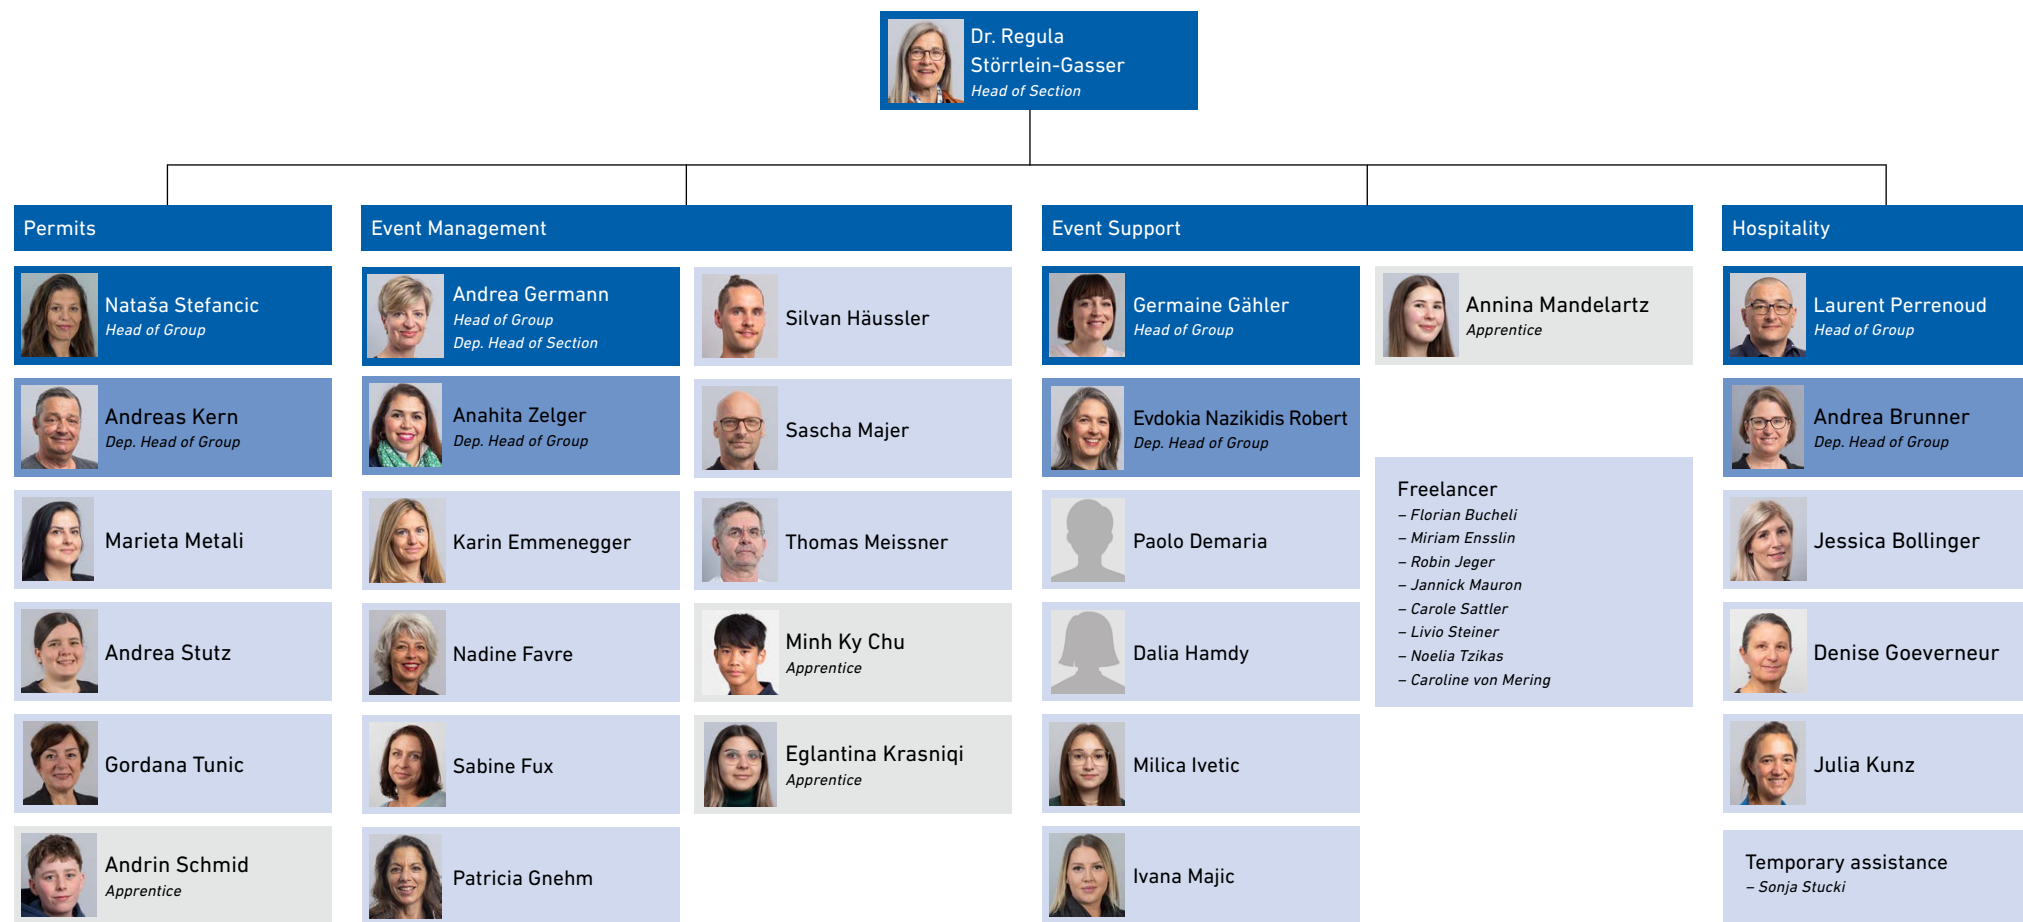 Dr. Regula
Störrlein-Gasser
Head of Section
Permits
Nataša Stefancic
Head of Group
Andreas Kern
Dep. Head of Group
Marieta Metali
Andrea Stutz
Gordana Tunic
Andrin Schmid
Apprentice
Event Management
Andrea Germann
Head of Group
Dep. Head of Section
Anahita Zelger
Dep. Head of Group
Karin Emmenegger
Nadine Favre
Sabine Fux
Patricia Gnehm
Silvan Häussler
Sascha Majer
Thomas Meissner
Minh Ky Chu
Apprentice
Eglantina Krasniqi
Apprentice
Event Support
Germaine Gähler
Head of Group
Evdokia Nazikidis Robert
Dep. Head of Group
Paolo Demaria
Dalia Hamdy
Milica Ivetic
Ivana Majic
Annina Mandelartz
Apprentice
Freelancer
– Florian Bucheli
– Miriam Ensslin
– Robin Jeger
– Jannick Mauron
– Carole Sattler
– Livio Steiner
– Noelia Tzikas
– Caroline von Mering
Hospitality
Laurent Perrenoud
Head of Group
Andrea Brunner
Dep. Head of Group
Jessica Bollinger
Denise Goeverneur
Julia Kunz
Temporary assistance
– Sonja Stucki